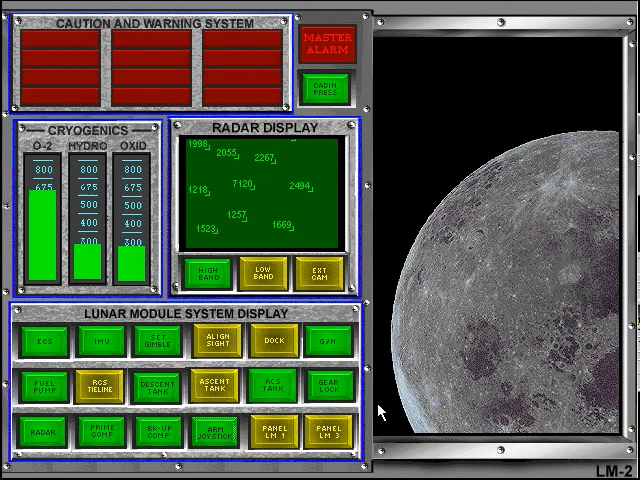 CAUTION AND WARNING SYSTEM
MASTER
ALARM
CABIN
PRESS
CRYOGENICS
O-2 HYDRO OXID
800 800 800
675 675 675
500 500
400 400
300 300
RADAR DISPLAY
1998
2055
2267
1218
7120
2494
1257
1523
1669
HIGH
BAND
LOW
BAND
EXT
CAM
LUNAR MODULE SYSTEM DISPLAY
ECS
IMU
SET
GIMBLE
ALIGN
SIGHT
DOCK
G/N
FUEL
PUMP
RCS
TIELINE
DESCENT
TANK
ASCENT
TANK
RCS
TANK
GEAR
LOCK
RADAR
PRIME
COMP
BK-UP
COMP
ARM
JOYSTICK
PANEL
LM 1
PANEL
LM 3
LM-2